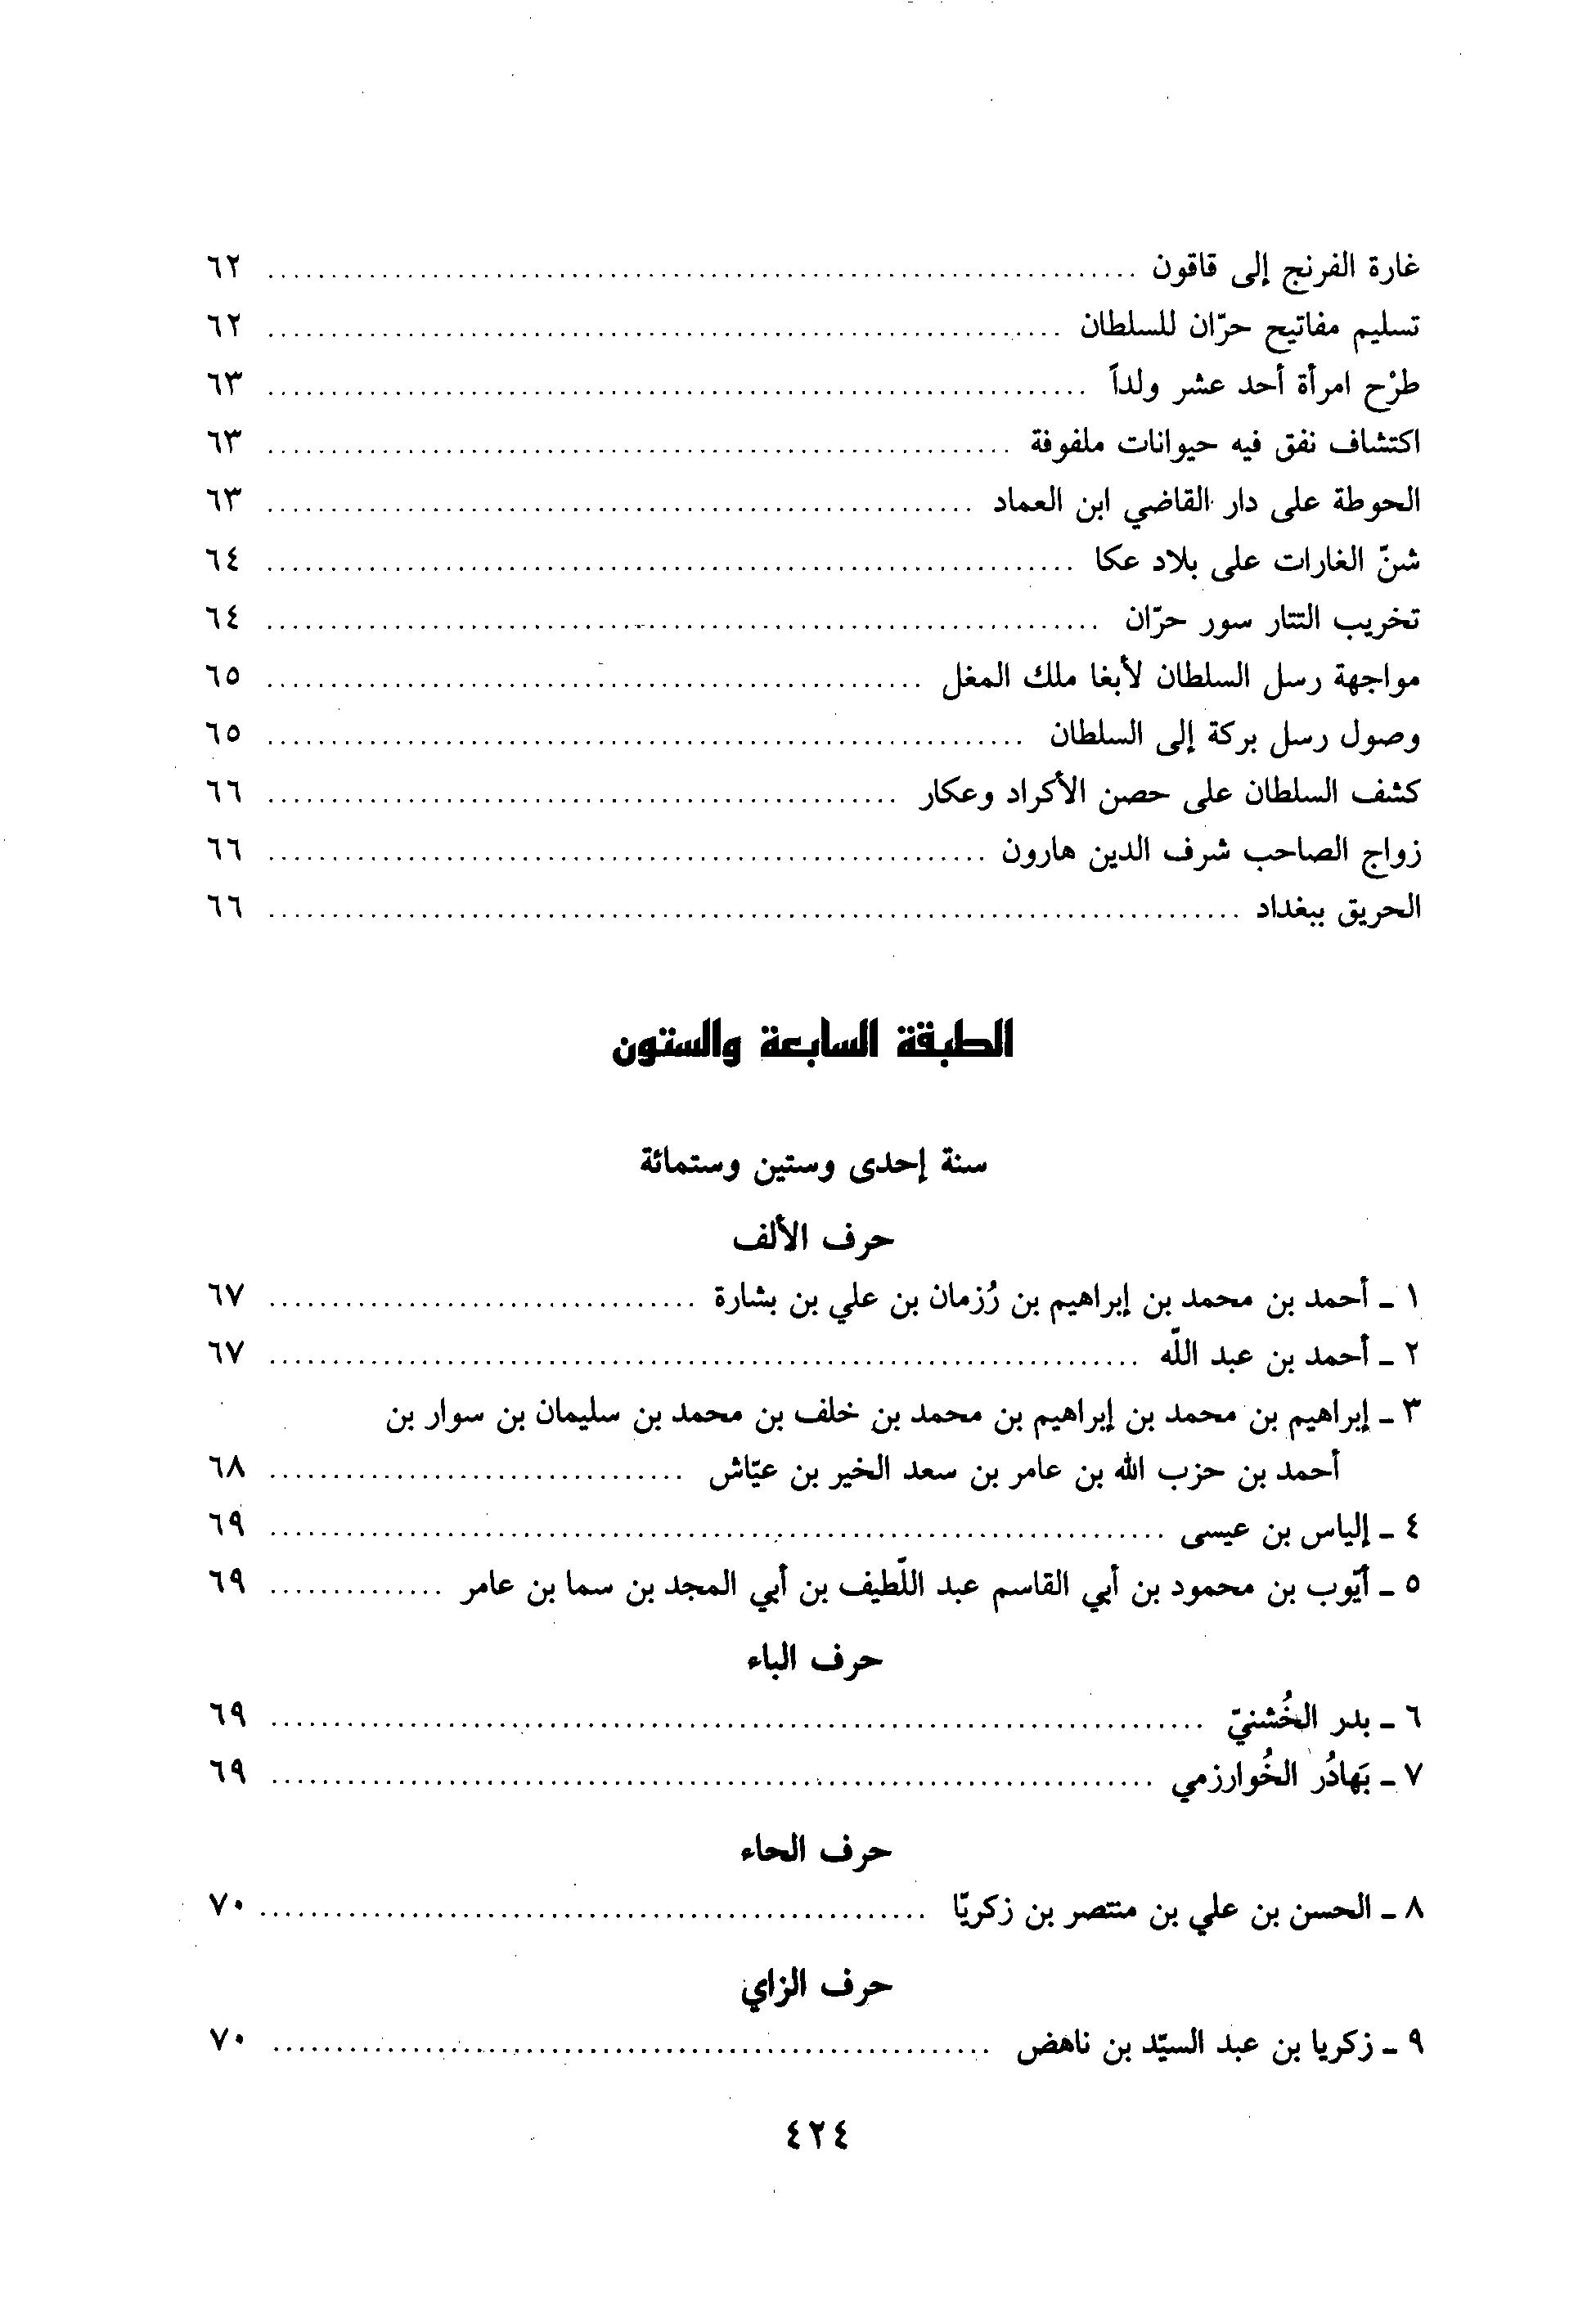 غارة الفرنج إلى قاقون ........ ٦٢
تسليم مفاتيح حرّان للسلطان ........ ٦٢
طرْح امرأة أحد عشر ولداً ........ ٦٣
اكتشاف نفق فيه حيوانات ملفوفة ........ ٦٣
الحوطة على دار القاضي ابن العماد ........ ٦٣
شنّ الغارات على بلاد عكا ........ ٦٤
تخريب التتار سور حرّان ........ ٦٤
مواجهة رسل السلطان لأبغا ملك المغل ........ ٦٥
وصول رسل بركة إلى السلطان ........ ٦٥
كشف السلطان على حصن الأكراد وعكار ........ ٦٦
زواج الصاحب شرف الدين هارون ........ ٦٦
الحريق ببغداد ........ ٦٦
الطبقة السابعة والستون
سنة إحدى وستين وستمائة
حرف الألف
١ - أحمد بن محمد بن إبراهيم بن رُزمان بن علي بن بشارة ........ ٦٧
٢ - أحمد بن عبد اللّه ........ ٦٧
٣ - إبراهيم بن محمد بن إبراهيم بن محمد بن خلف بن محمد بن سليمان بن سوار بن
أحمد بن حزب الله بن عامر بن سعد الخير بن عيّاش ........ ٦٨
٤ - إلياس بن عيسى ........ ٦٩
٥ - أيّوب بن محمود بن أبي القاسم عبد اللّطيف بن أبي المجد بن سما بن عامر ........ ٦٩
حرف الباء
٦ - بدر الخُشنيّ ........ ٦٩
٧ - بَهادُر الخُوارزمي ........ ٦٩
حرف الحاء
٨ - الحسن بن علي بن منتصر بن زكريّا ........ ٧٠
حرف الزاي
٩ - زكريا بن عبد السيّد بن ناهض ........ ٧٠
٤٢٤